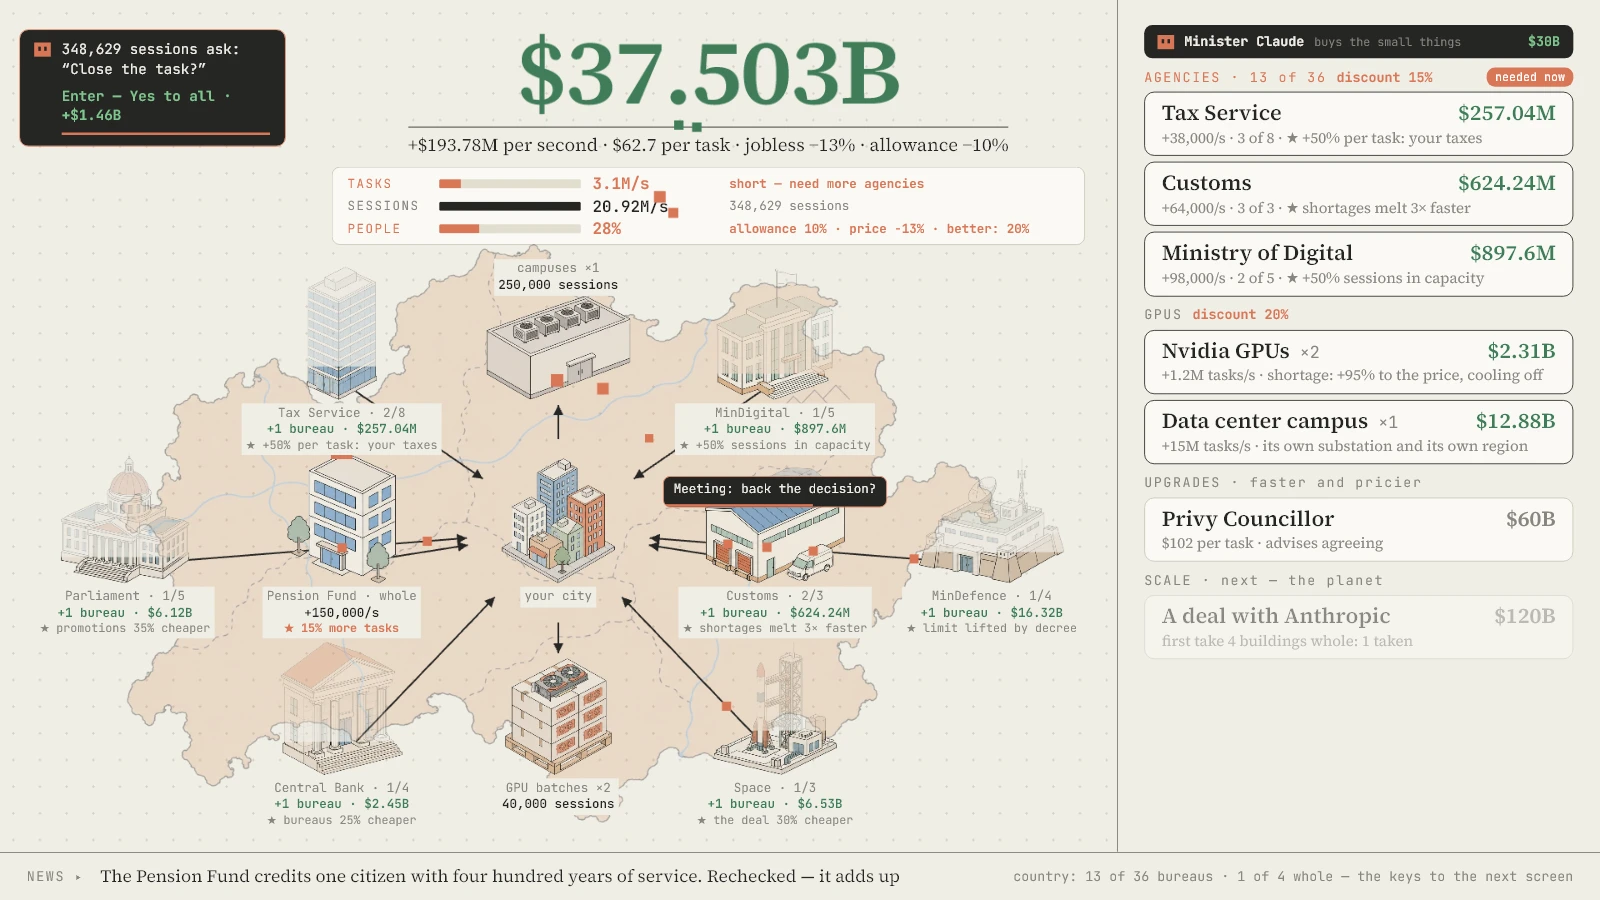 348,629 sessions ask:
“Close the task?”
Enter — Yes to all ·
+$1.46B
$37.503B
+$193.78M per second · $62.7 per task · jobless −13% · allowance −10%
TASKS 3.1M/s short — need more agencies
SESSIONS 20.92M/s 348,629 sessions
PEOPLE 28% allowance 10% · price -13% · better: 20%
campuses ×1
250,000 sessions
Tax Service · 2/8
+1 bureau · $257.04M
★ +50% per task: your taxes
MinDigital · 1/5
+1 bureau · $897.6M
★ +50% sessions in capacity
Meeting: back the decision?
Parliament · 1/5
+1 bureau · $6.12B
★ promotions 35% cheaper
Pension Fund · whole
+150,000/s
★ 15% more tasks
your city
Customs · 2/3
+1 bureau · $624.24M
★ shortages melt 3× faster
MinDefence · 1/4
+1 bureau · $16.32B
★ limit lifted by decree
Central Bank · 1/4
+1 bureau · $2.45B
★ bureaus 25% cheaper
GPU batches ×2
40,000 sessions
Space · 1/3
+1 bureau · $6.53B
★ the deal 30% cheaper
Minister Claude buys the small things $30B
AGENCIES · 13 of 36 discount 15% needed now
Tax Service $257.04M
+38,000/s · 3 of 8 · ★ +50% per task: your taxes
Customs $624.24M
+64,000/s · 3 of 3 · ★ shortages melt 3× faster
Ministry of Digital $897.6M
+98,000/s · 2 of 5 · ★ +50% sessions in capacity
GPUS discount 20%
Nvidia GPUs ×2 $2.31B
+1.2M tasks/s · shortage: +95% to the price, cooling off
Data center campus ×1 $12.88B
+15M tasks/s · its own substation and its own region
UPGRADES · faster and pricier
Privy Councillor $60B
$102 per task · advises agreeing
SCALE · next — the planet
A deal with Anthropic $120B
first take 4 buildings whole: 1 taken
NEWS ▸ The Pension Fund credits one citizen with four hundred years of service. Rechecked — it adds up
country: 13 of 36 bureaus · 1 of 4 whole — the keys to the next screen